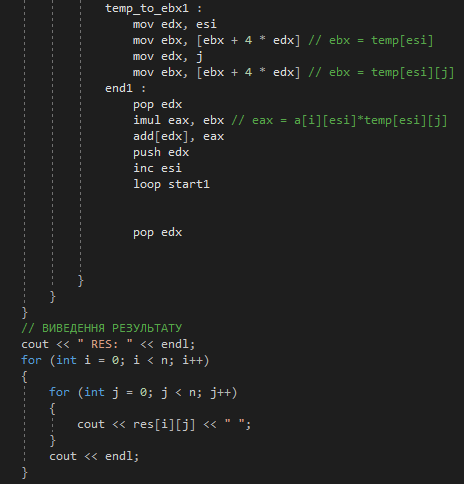 temp_to_ebx1 :
mov edx, esi
mov ebx, [ebx + 4 * edx] // ebx = temp[esi]
mov edx, j
mov ebx, [ebx + 4 * edx] // ebx = temp[esi][j]
end1 :
pop edx
imul eax, ebx // eax = a[i][esi]*temp[esi][j]
add[edx], eax
push edx
inc esi
loop start1
pop edx
}
}
}
// ВИВЕДЕННЯ РЕЗУЛЬТАТУ
cout << " RES: " << endl;
for (int i = 0; i < n; i++)
{
for (int j = 0; j < n; j++)
{
cout << res[i][j] << " ";
}
cout << endl;
}